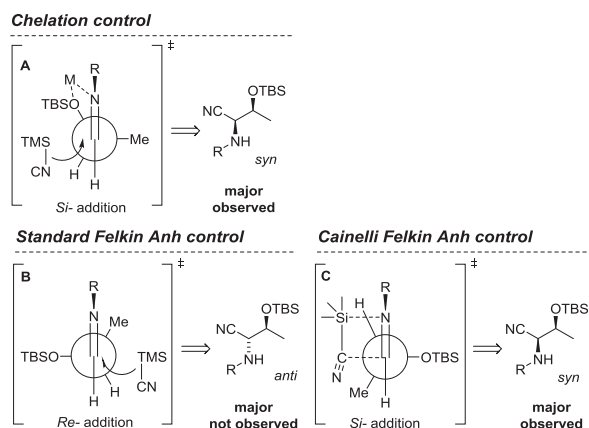 Chelation control
‡
A
R
M
N
TBSO
OTBS
NC
Me
TMS
NH
R
CN
H
H
syn
Si- addition
major
observed
Standard Felkin Anh control
Cainelli Felkin Anh control
‡
‡
B
R
N
Me
TBSO
TMS
H
CN
H
Re- addition
OTBS
NC
NH
R
anti
major
not observed
C
R
H
Si
N
C
OTBS
N
Me
H
Si- addition
OTBS
NC
NH
R
syn
major
observed